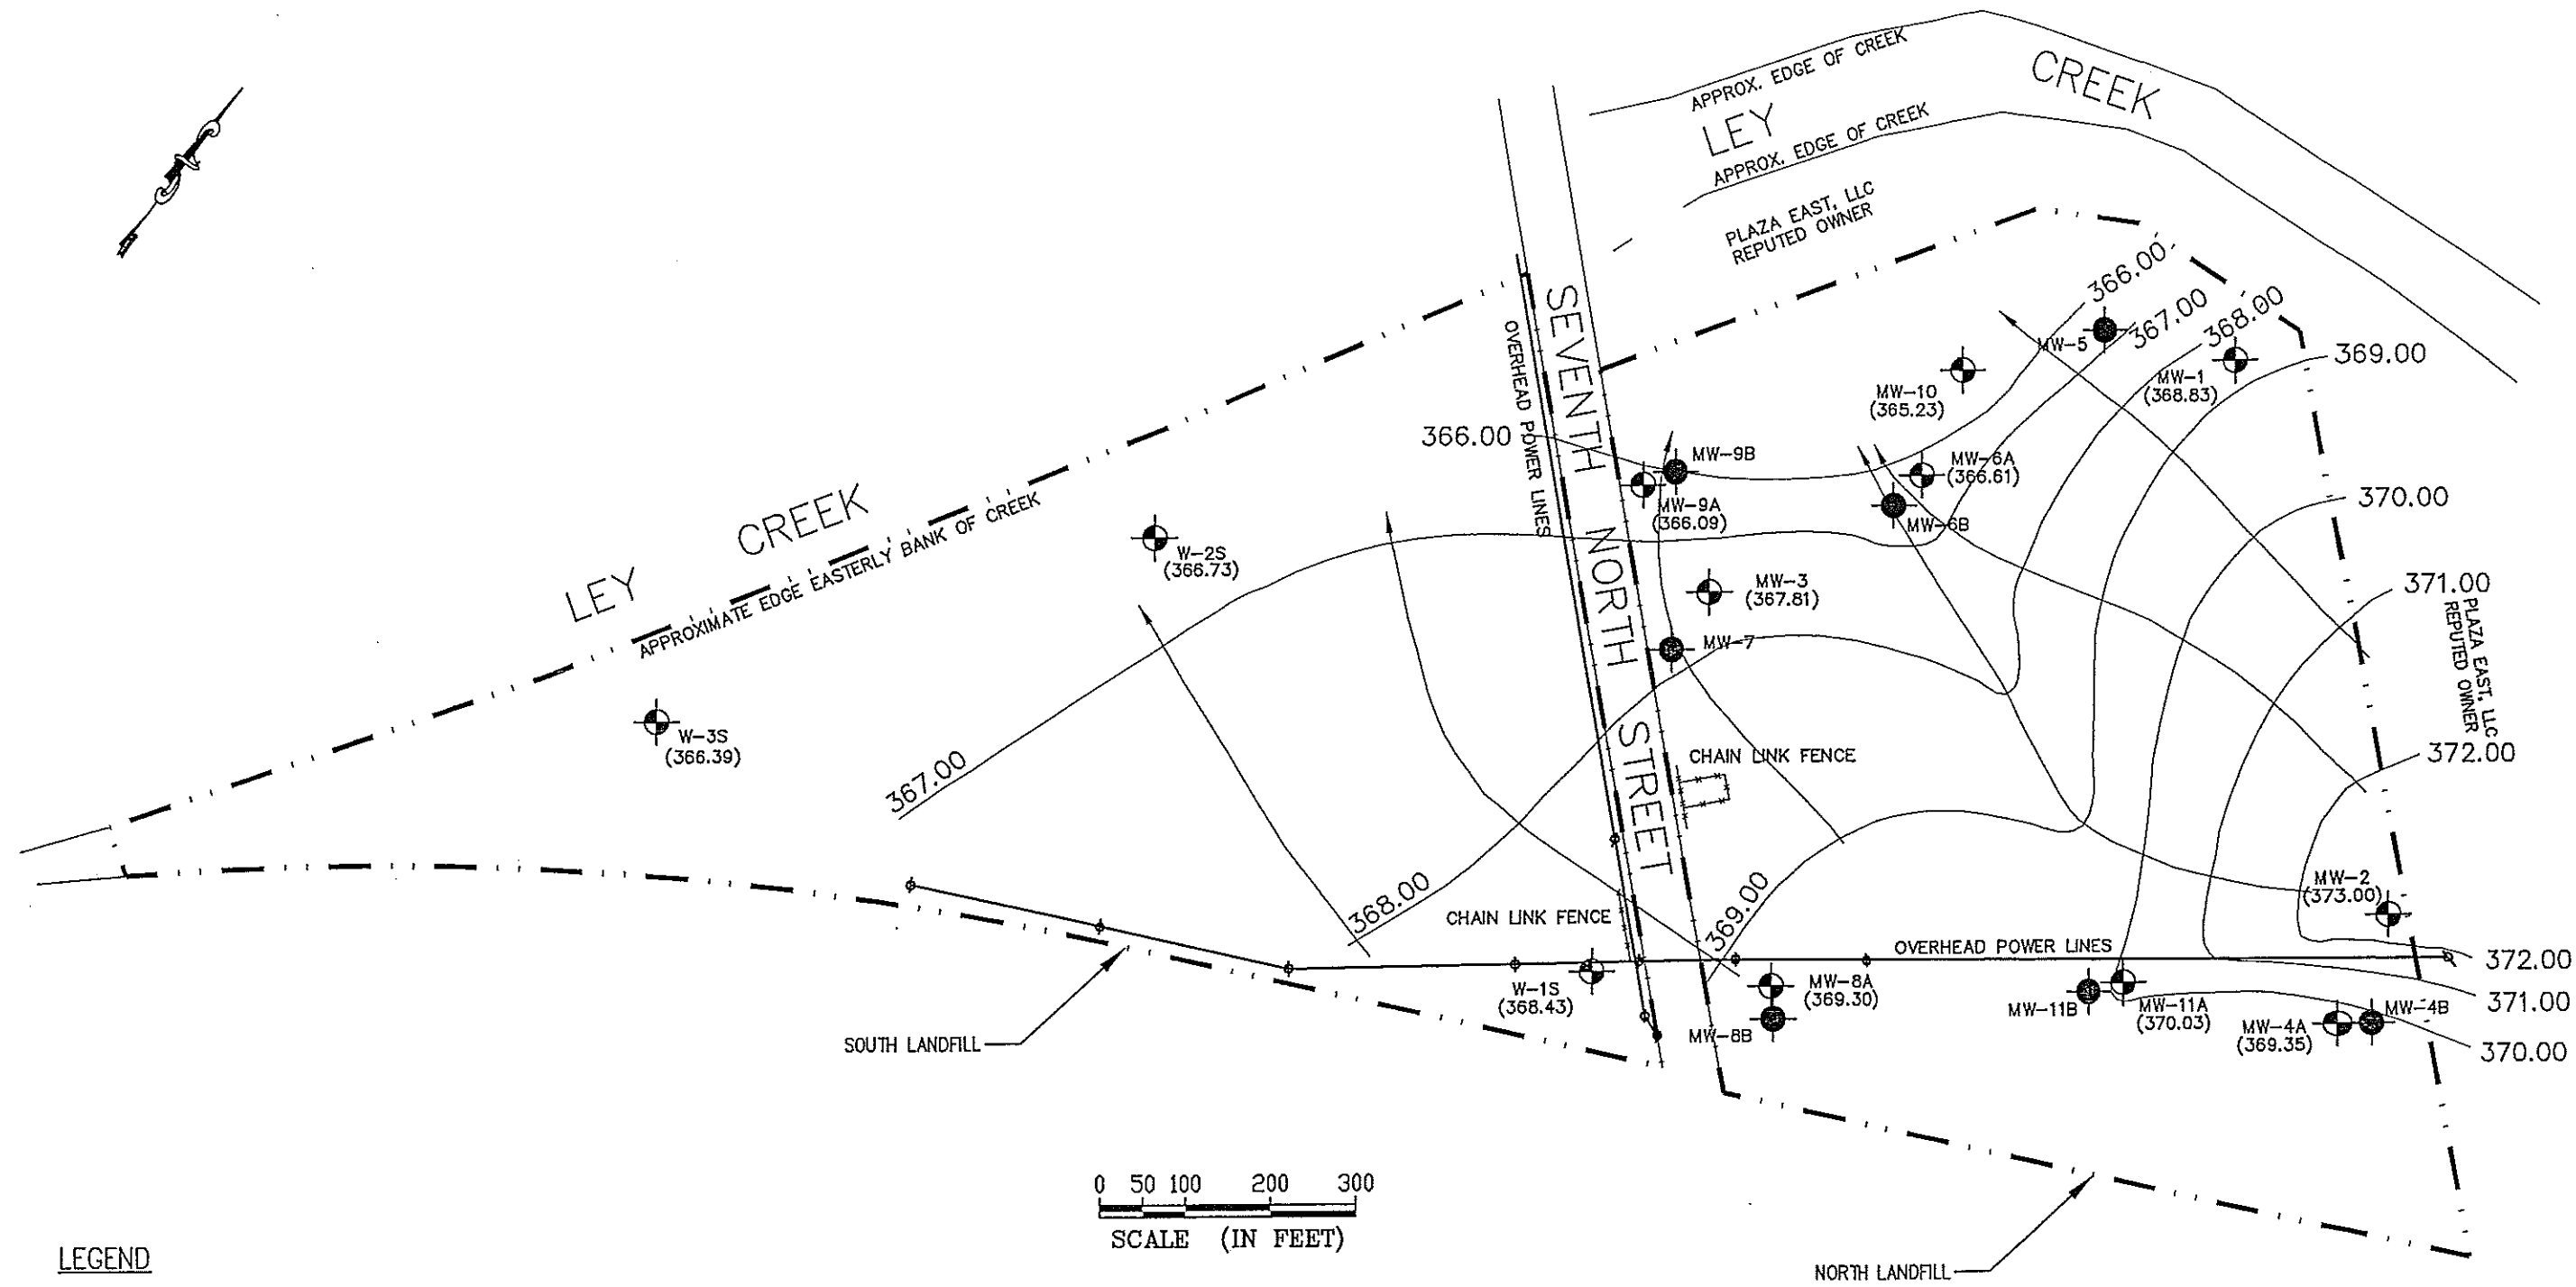 APPROX. EDGE OF CREEK
CREEK
LEY
APPROX. EDGE OF CREEK
PLAZA EAST, LLC
REPUTED OWNER
366.00
367.00
368.00
369.00
SEVENTH NORTH STREET
OVERHEAD POWER LINES
MW-5
MW-1
(368.83)
MW-10
(365.23)
366.00
MW-9B
MW-6A
(366.61)
370.00
LEY CREEK
APPROXIMATE EDGE EASTERLY BANK OF CREEK
W-2S
(366.73)
MW-9A
(366.09)
MW-6B
MW-3
(367.81)
371.00
PLAZA EAST, LLC
REPUTED OWNER
MW-7
W-3S
(366.39)
367.00
CHAIN LINK FENCE
372.00
368.00
CHAIN LINK FENCE
369.00
MW-2
(373.00)
OVERHEAD POWER LINES
372.00
W-1S
(368.43)
MW-8A
(369.30)
MW-11B
MW-11A
(370.03)
371.00
MW-8B
MW-4A
(369.35)
MW-4B
370.00
SOUTH LANDFILL
0 50 100 200 300
SCALE (IN FEET)
LEGEND
NORTH LANDFILL